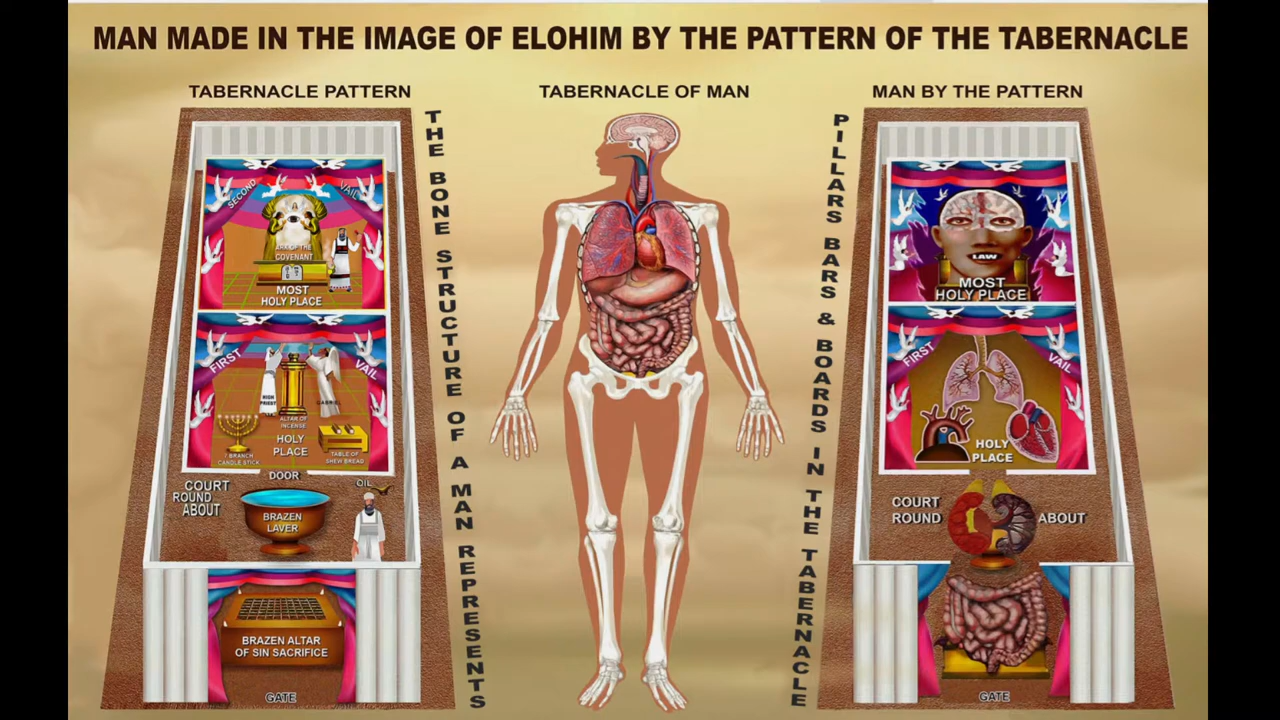 MAN MADE IN THE IMAGE OF ELOHIM BY THE PATTERN OF THE TABERNACLE
TABERNACLE PATTERN
SECOND
VAIL
ARK OF THE
COVENANT
MOST
HOLY PLACE
FIRST
VAIL
HIGH
PRIEST
GABRIEL
ALTAR OF
INCENSE
7 BRANCH
CANDLE STICK
HOLY
PLACE
TABLE OF
SHEW BREAD
DOOR
COURT
ROUND
ABOUT
OIL
BRAZEN
LAVER
BRAZEN ALTAR
OF SIN SACRIFICE
GATE
THE BONE STRUCTURE OF A MAN REPRESENTS
TABERNACLE OF MAN
PILLARS BARS & BOARDS IN THE TABERNACLE
MAN BY THE PATTERN
LAW
MOST
HOLY PLACE
FIRST
VAIL
HOLY
PLACE
COURT
ROUND
ABOUT
GATE